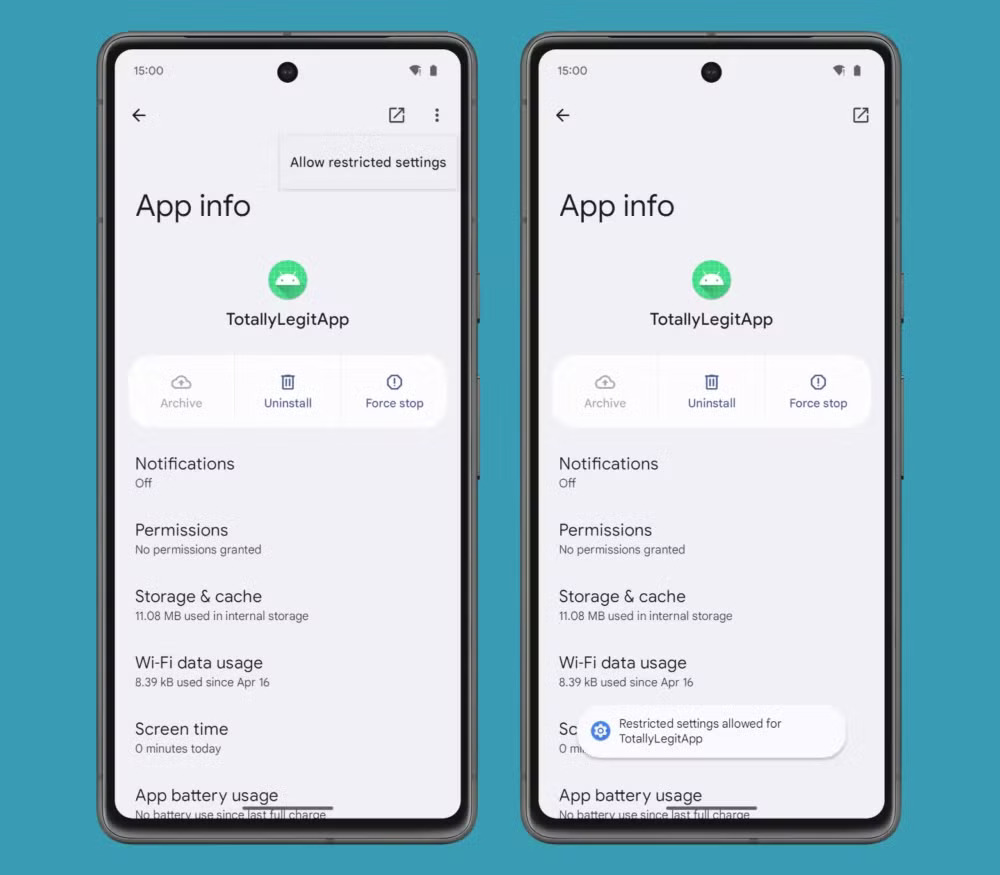 15:00
Allow restricted settings
App info
TotallyLegitApp
Archive
Uninstall
Force stop
Notifications
Off
Permissions
No permissions granted
Storage & cache
11.08 MB used in internal storage
Wi-Fi data usage
8.39 kB used since Apr 16
Screen time
0 minutes today
App battery usage
No battery use since last full charge
15:00
App info
TotallyLegitApp
Archive
Uninstall
Force stop
Notifications
Off
Permissions
No permissions granted
Storage & cache
11.08 MB used in internal storage
Wi-Fi data usage
8.39 kB used since Apr 16
Sc
0 mi
Restricted settings allowed for
TotallyLegitApp
App battery usage
No battery use since last full charge